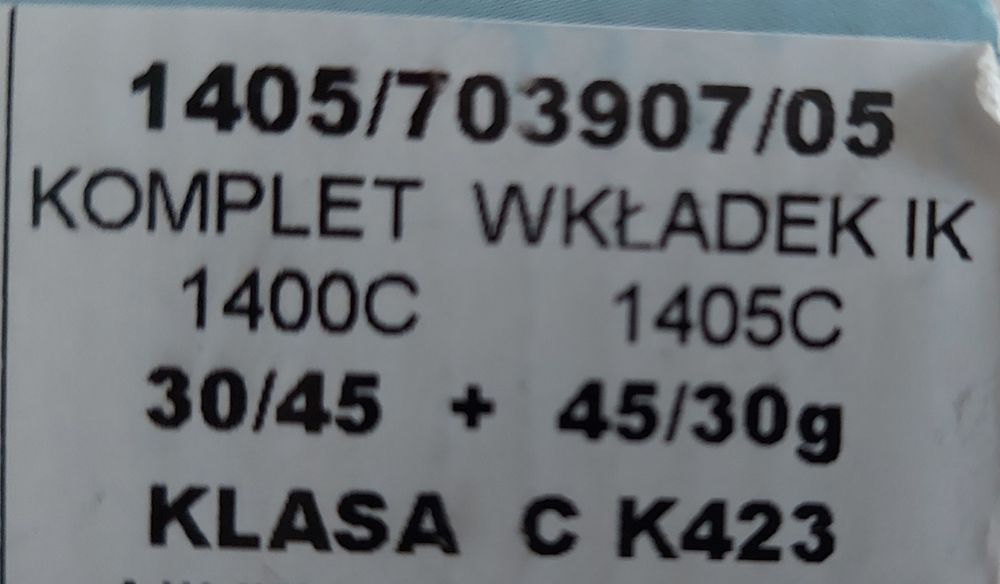 1405/703907/05
KOMPLET WKŁADEK IK
1400C 1405C
30/45 + 45/30g
KLASA C K423